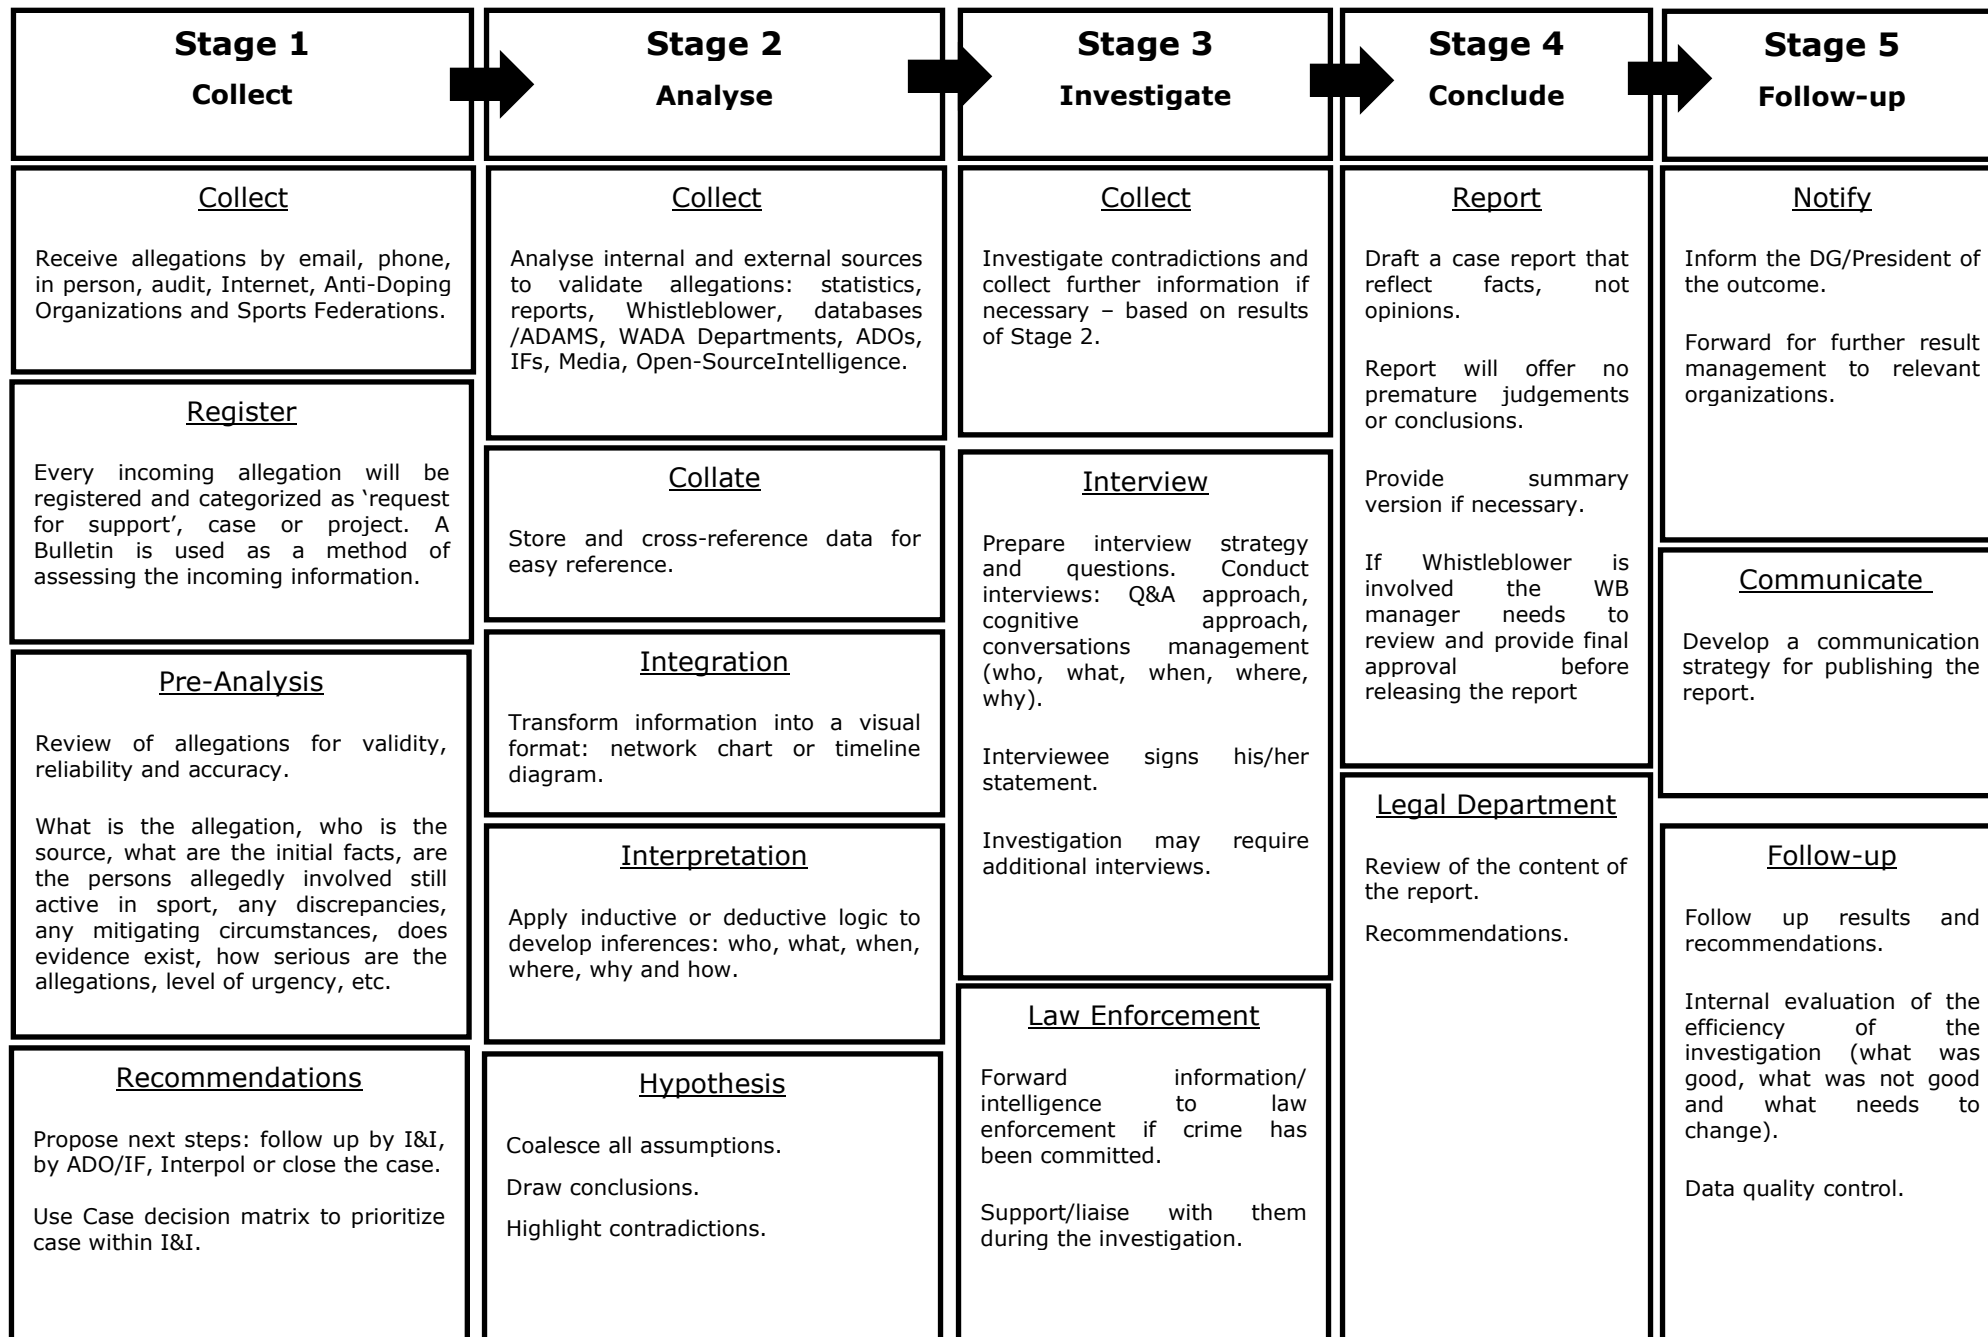 Stage 1
Collect
Stage 2
Analyse
Stage 3
Investigate
Stage 4
Conclude
Stage 5
Follow-up
Collect
Receive allegations by email, phone,
in person, audit, Internet, Anti-Doping
Organizations and Sports Federations.
Register
Every incoming allegation will be
registered and categorized as ‘request
for support’, case or project. A
Bulletin is used as a method of
assessing the incoming information.
Pre-Analysis
Review of allegations for validity,
reliability and accuracy.
What is the allegation, who is the
source, what are the initial facts, are
the persons allegedly involved still
active in sport, any discrepancies,
any mitigating circumstances, does
evidence exist, how serious are the
allegations, level of urgency, etc.
Recommendations
Propose next steps: follow up by I&I,
by ADO/IF, Interpol or close the case.
Use Case decision matrix to prioritize
case within I&I.
Collect
Analyse internal and external sources
to validate allegations: statistics,
reports, Whistleblower, databases
/ADAMS, WADA Departments, ADOs,
IFs, Media, Open-SourceIntelligence.
Collate
Store and cross-reference data for
easy reference.
Integration
Transform information into a visual
format: network chart or timeline
diagram.
Interpretation
Apply inductive or deductive logic to
develop inferences: who, what, when,
where, why and how.
Hypothesis
Coalesce all assumptions.
Draw conclusions.
Highlight contradictions.
Collect
Investigate contradictions and
collect further information if
necessary – based on results
of Stage 2.
Interview
Prepare interview strategy
and questions. Conduct
interviews: Q&A approach,
cognitive approach,
conversations management
(who, what, when, where,
why).
Interviewee signs his/her
statement.
Investigation may require
additional interviews.
Law Enforcement
Forward information/
intelligence to law
enforcement if crime has
been committed.
Support/liaise with them
during the investigation.
Report
Draft a case report that
reflect facts, not
opinions.
Report will offer no
premature judgements
or conclusions.
Provide summary
version if necessary.
If Whistleblower is
involved the WB
manager needs to
review and provide final
approval before
releasing the report
Legal Department
Review of the content of
the report.
Recommendations.
Notify
Inform the DG/President of
the outcome.
Forward for further result
management to relevant
organizations.
Communicate
Develop a communication
strategy for publishing the
report.
Follow-up
Follow up results and
recommendations.
Internal evaluation of the
efficiency of the
investigation (what was
good, what was not good
and what needs to
change).
Data quality control.